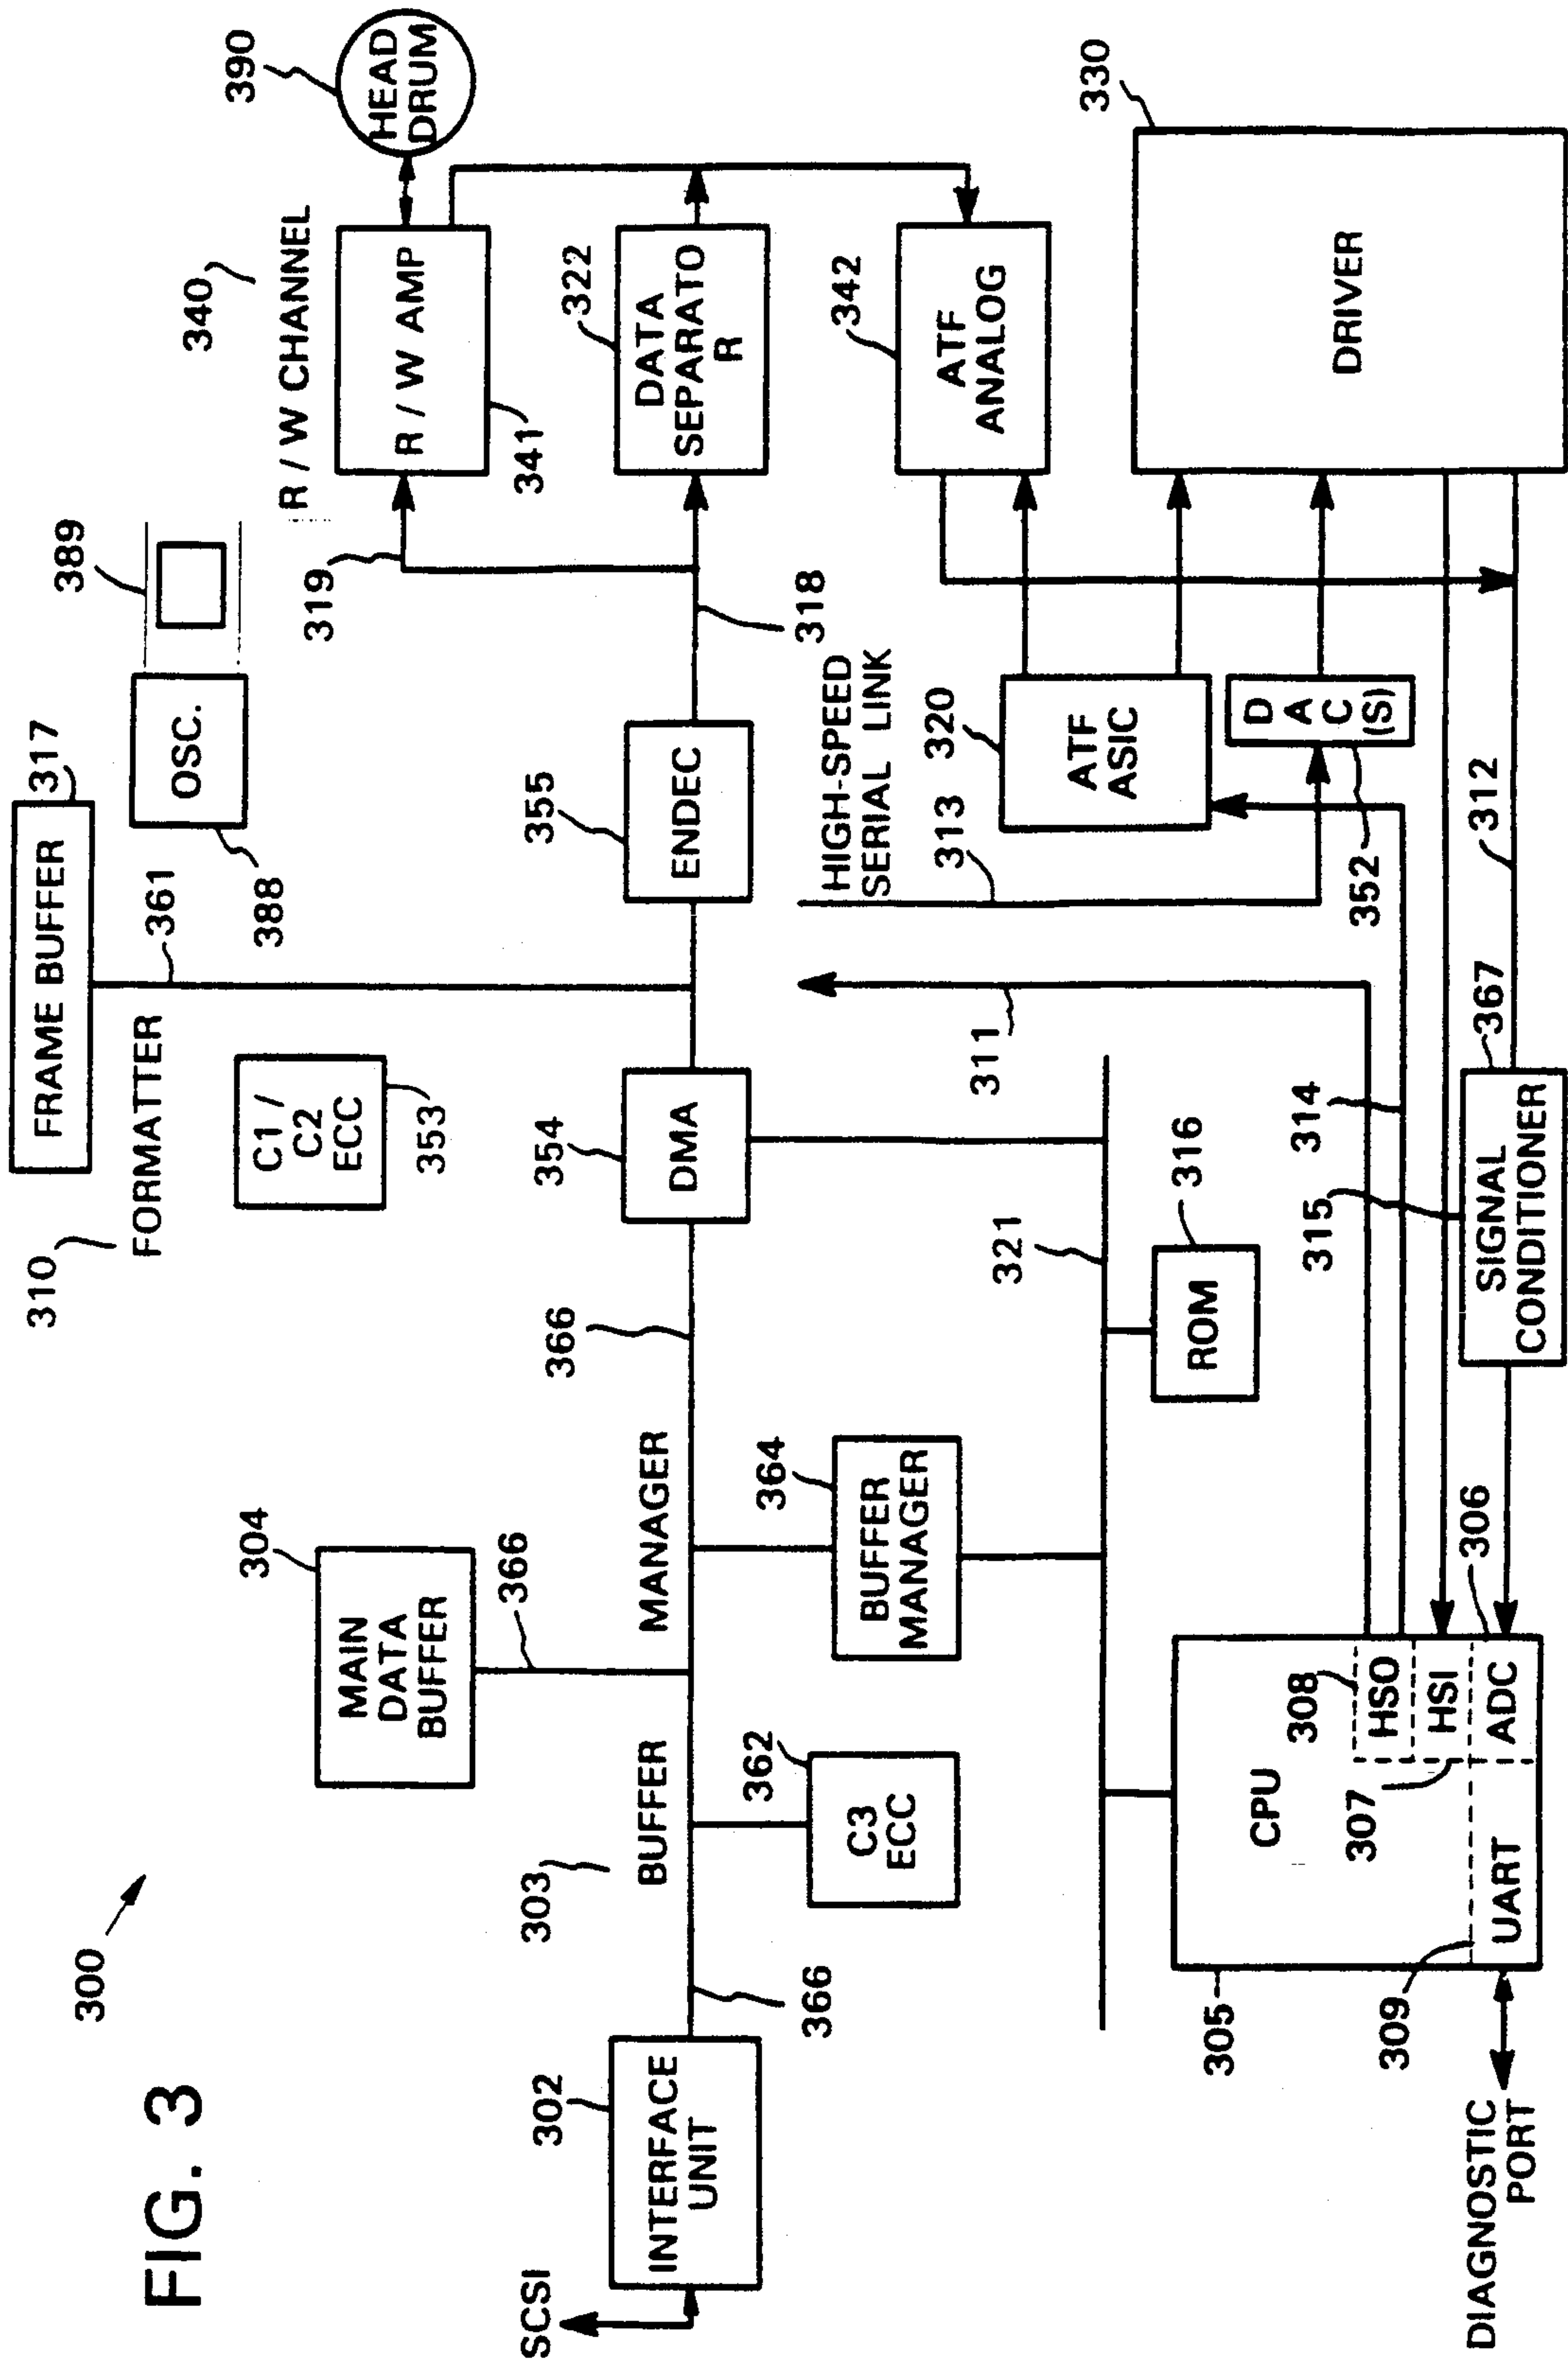 FIG. 3
300
SCSI
INTERFACE
UNIT
302
366
303
BUFFER
MANAGER
304
MAIN
DATA
BUFFER
366
366
362
C3
ECC
364
BUFFER
MANAGER
310
FORMATTER
FRAME BUFFER
317
361
C1 /
C2
ECC
353
354
DMA
355
ENDEC
OSC.
388
389
340
R / W CHANNEL
319
318
R / W AMP
341
390
HEAD
DRUM
322
DATA
SEPARATO
R
342
ATF
ANALOG
330
DRIVER
HIGH-SPEED
SERIAL LINK
313
320
ATF
ASIC
D
A
C
(S)
352
312
311
314
315
367
SIGNAL
CONDITIONER
321
316
ROM
305
CPU
308
HSO
HSI
307
306
ADC
309
UART
DIAGNOSTIC
PORT